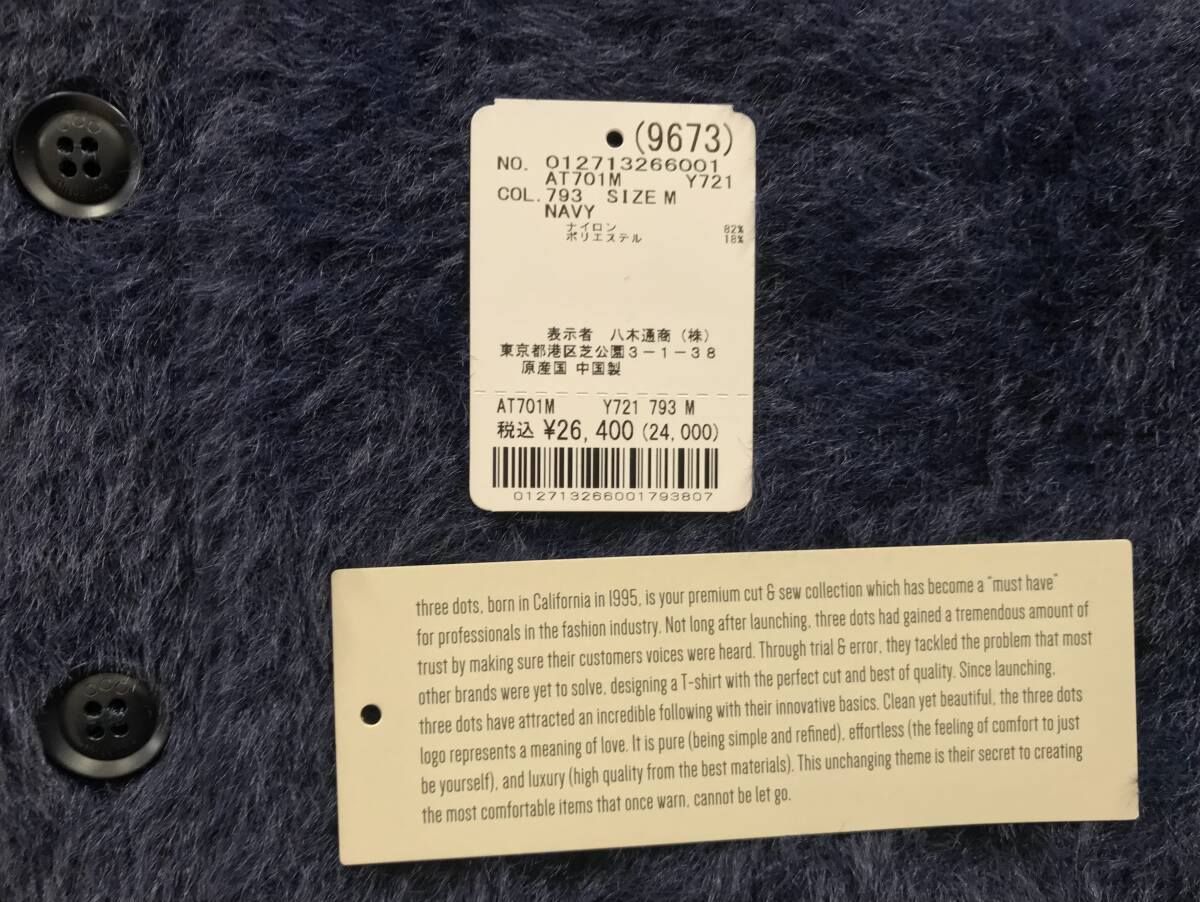 (9673)
NO. 012713266001
AT701M Y721
COL. 793 SIZE M
NAVY
ナイロン 82%
ポリエステル 18%
表示者 八木通商（株）
東京都港区芝公園3－1－38
原産国 中国製
AT701M Y721 793 M
税込 ¥26,400 (24,000)
012713266001793807
three dots, born in California in 1995, is your premium cut & sew collection which has become a "must have"
for professionals in the fashion industry. Not long after launching, three dots had gained a tremendous amount of
trust by making sure their customers voices were heard. Through trial & error, they tackled the problem that most
other brands were yet to solve, designing a T-shirt with the perfect cut and best of quality. Since launching,
three dots have attracted an incredible following with their innovative basics. Clean yet beautiful, the three dots
logo represents a meaning of love. It is pure (being simple and refined), effortless (the feeling of comfort to just
be yourself), and luxury (high quality from the best materials). This unchanging theme is their secret to creating
the most comfortable items that once warn, cannot be let go.